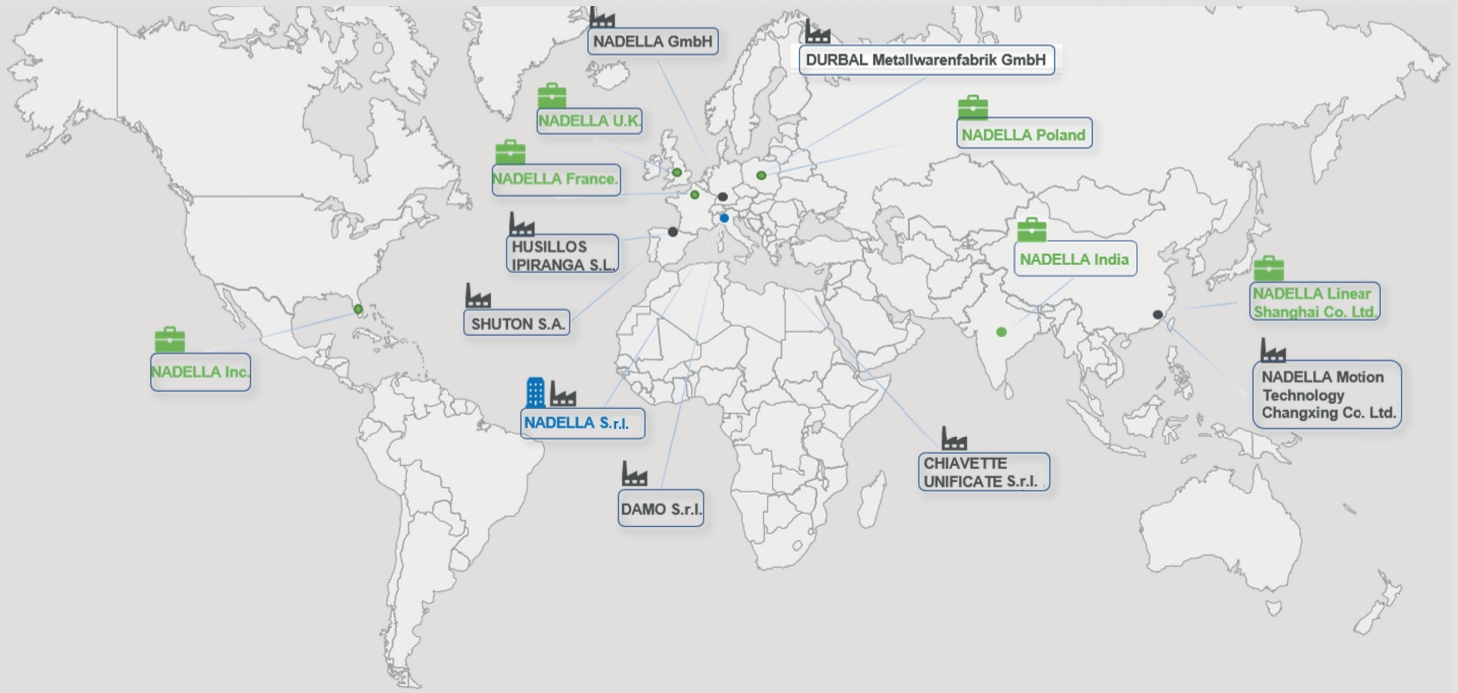 NADELLA GmbH
DURBAL Metallwarenfabrik GmbH
NADELLA U.K.
NADELLA Poland
NADELLA France.
HUSILLOS
IPIRANGA S.L.
NADELLA India
NADELLA Linear
Shanghai Co. Ltd.
SHUTON S.A.
NADELLA Inc.
NADELLA Motion
Technology
Changxing Co. Ltd.
NADELLA S.r.l.
CHIAVETTE
UNIFICATE S.r.l.
DAMO S.r.l.